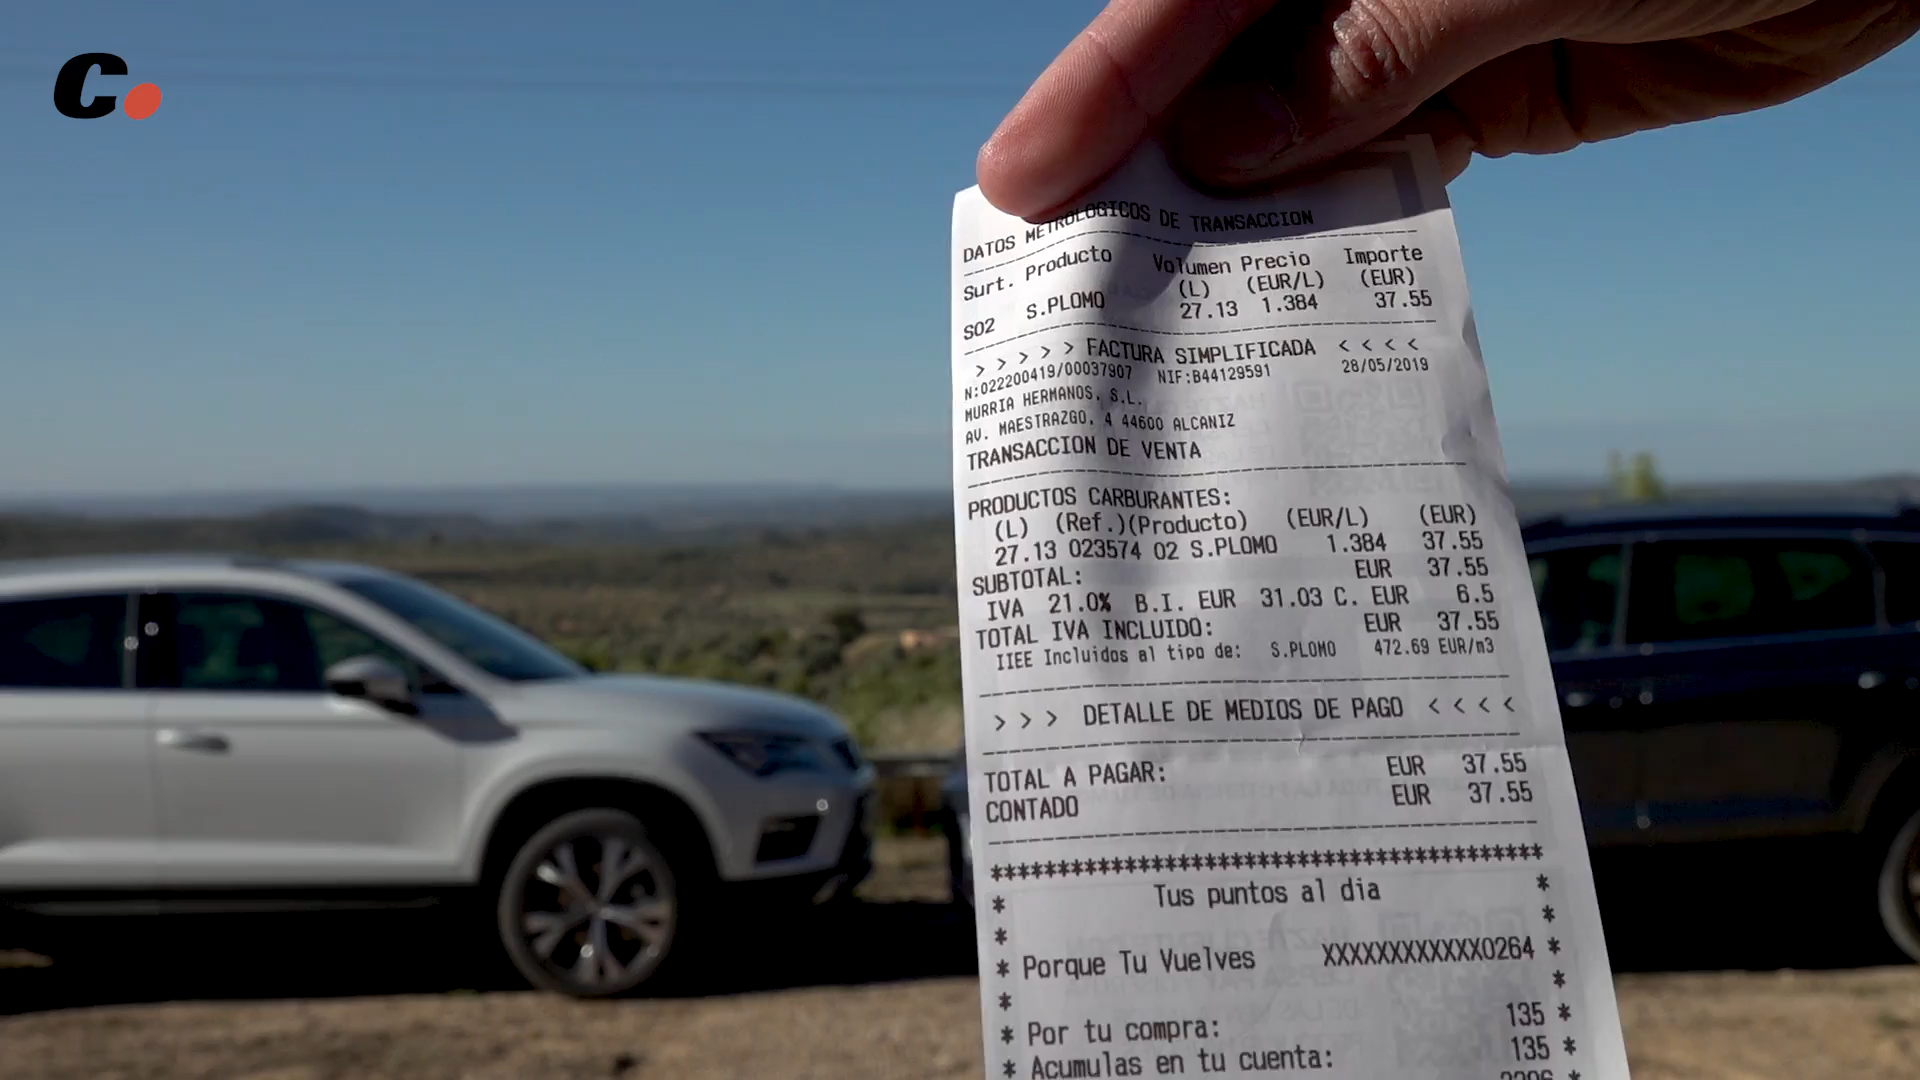 C.
DATOS METROLOGICOS DE TRANSACCION
Surt. Producto Volumen Precio Importe
(L) (EUR/L) (EUR)
S02 S.PLOMO 27.13 1.384 37.55
> > > > > FACTURA SIMPLIFICADA < < < <
N:022200419/00037907 NIF:B44129591 28/05/2019
MURRIA HERMANOS, S.L.
AV. MAESTRAZGO, 4 44600 ALCANIZ
TRANSACCION DE VENTA
PRODUCTOS CARBURANTES:
(L) (Ref.)(Producto) (EUR/L) (EUR)
27.13 023574 02 S.PLOMO 1.384 37.55
SUBTOTAL: EUR 37.55
IVA 21.0% B.I. EUR 31.03 C. EUR 6.5
TOTAL IVA INCLUIDO: EUR 37.55
IIEE Incluidos al tipo de: S.PLOMO 472.69 EUR/m3
> > > DETALLE DE MEDIOS DE PAGO < < < <
TOTAL A PAGAR: EUR 37.55
CONTADO EUR 37.55
******************************************
* Tus puntos al dia *
* *
* Porque Tu Vuelves XXXXXXXXXXXX0264 *
* *
* Por tu compra: 135 *
* Acumulas en tu cuenta: 135 *